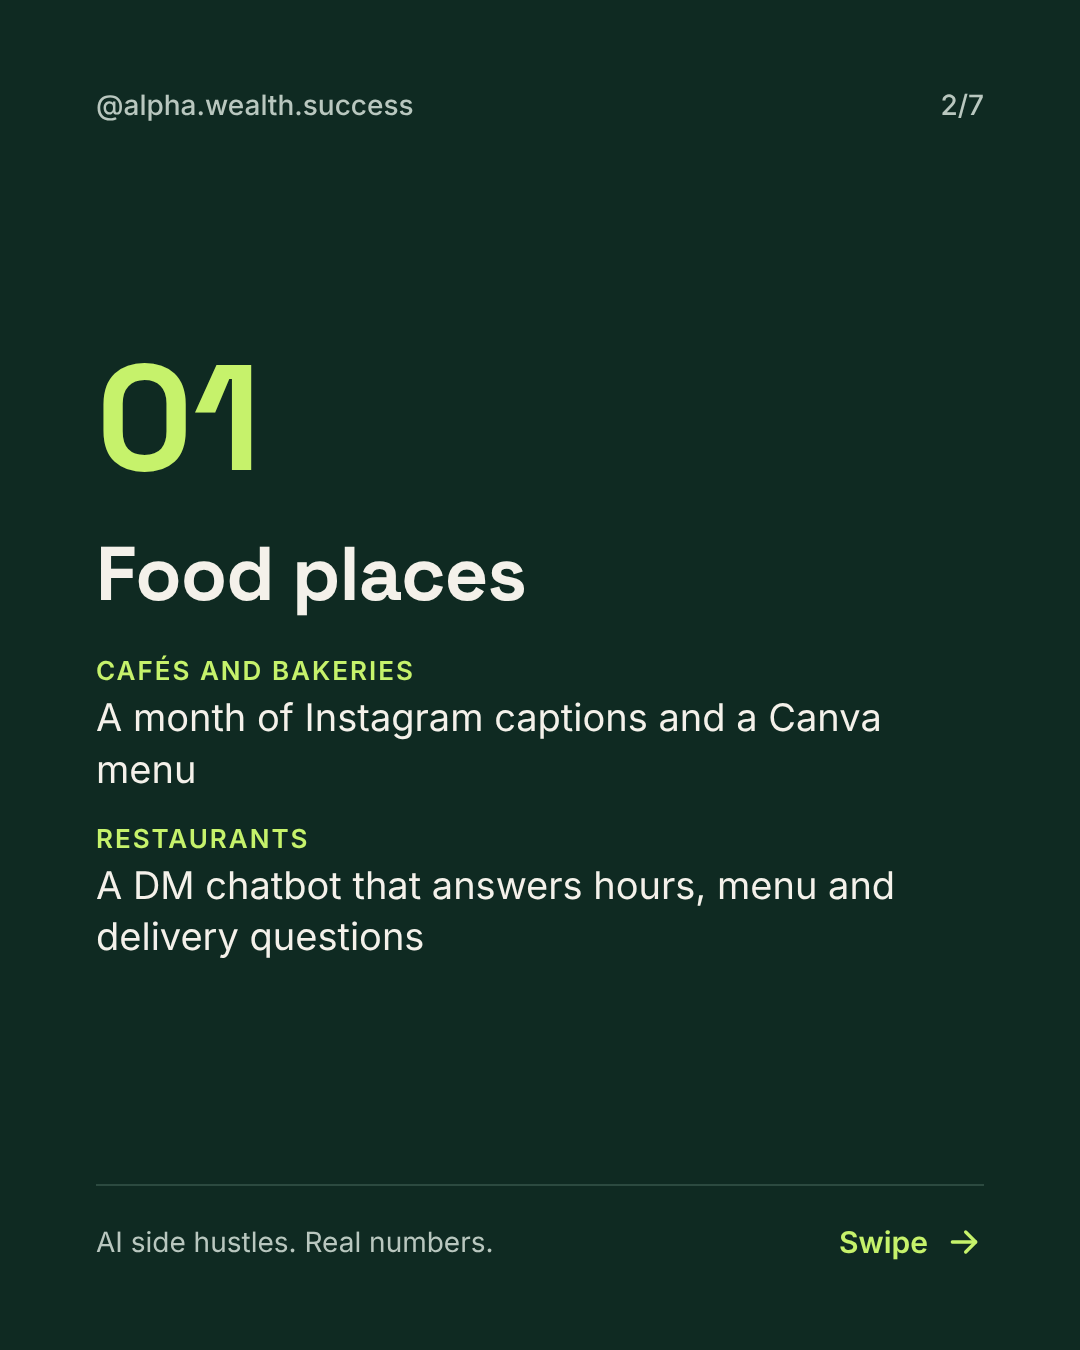 @alpha.wealth.success
2/7
01
Food places
CAFÉS AND BAKERIES
A month of Instagram captions and a Canva
menu
RESTAURANTS
A DM chatbot that answers hours, menu and
delivery questions
AI side hustles. Real numbers.
Swipe →